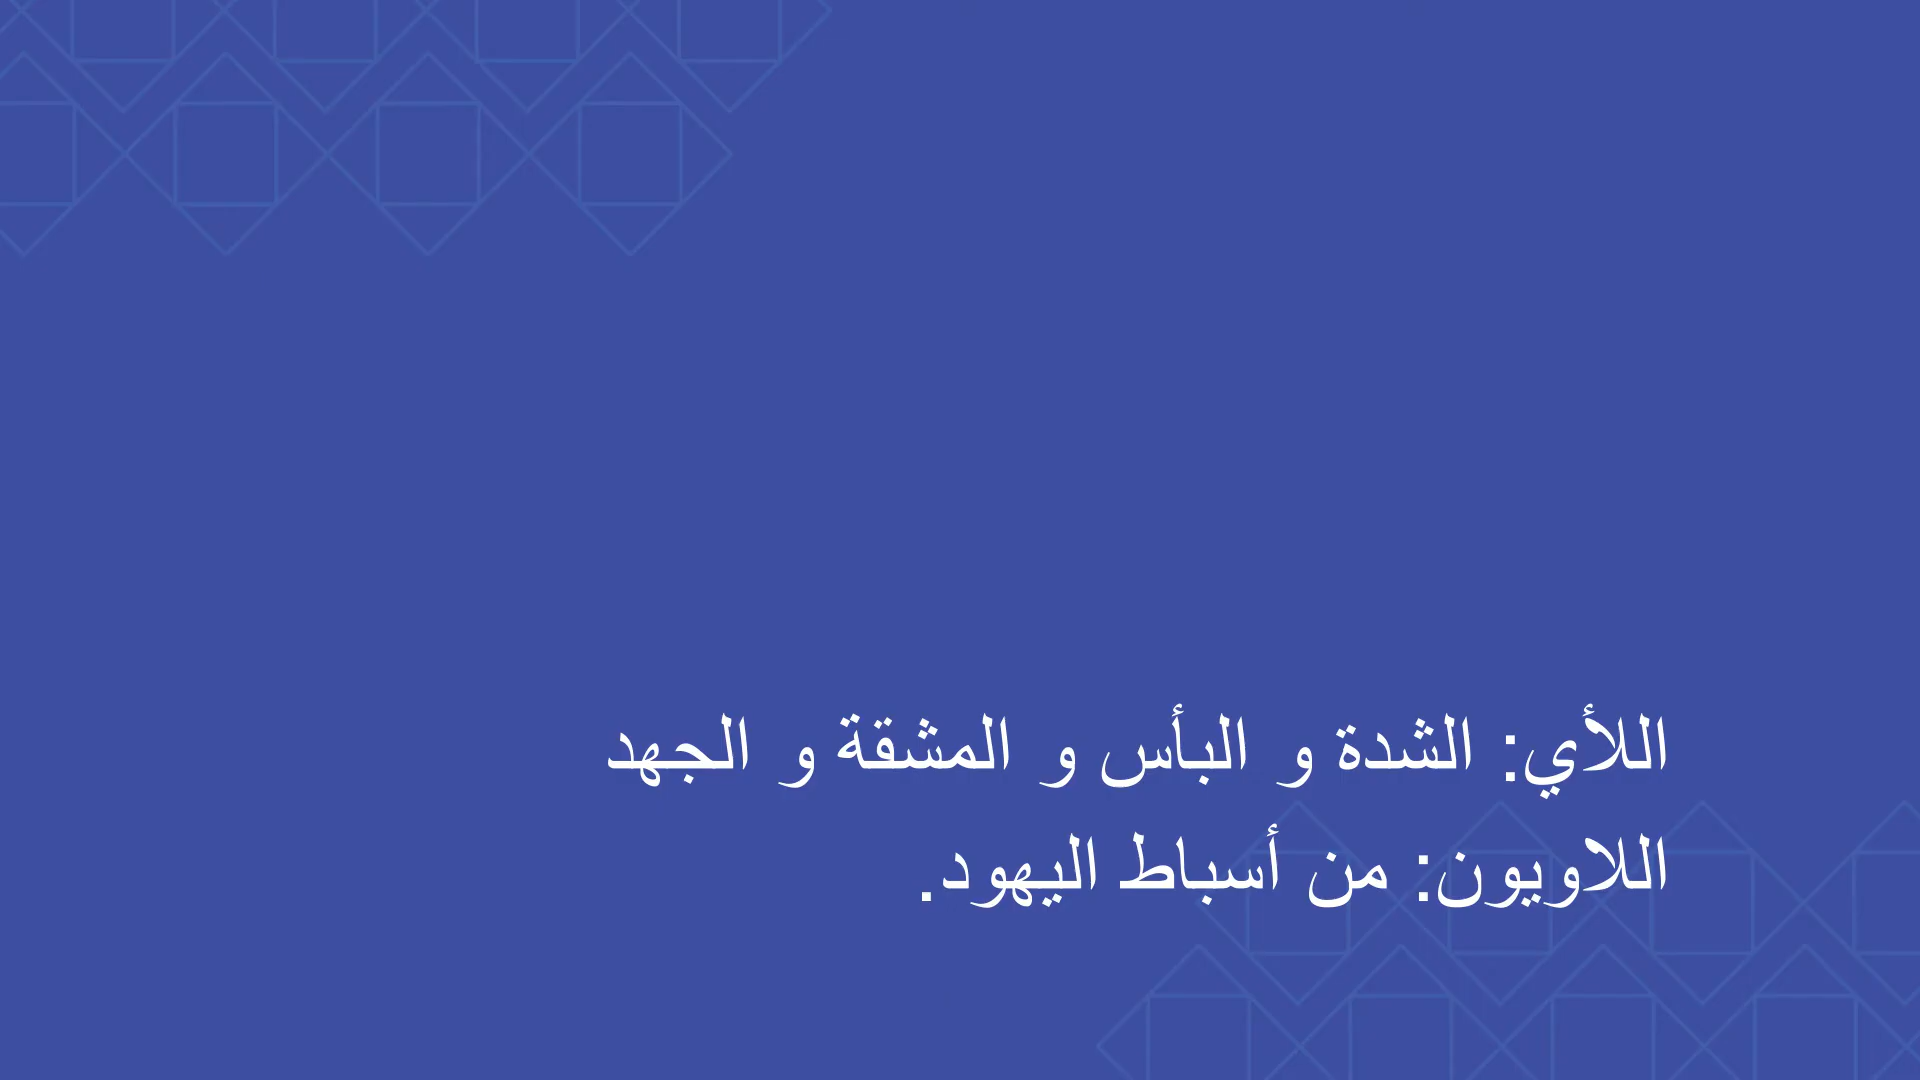 اللأي: الشدة و البأس و المشقة و الجهد
اللاويون: من أسباط اليهود.